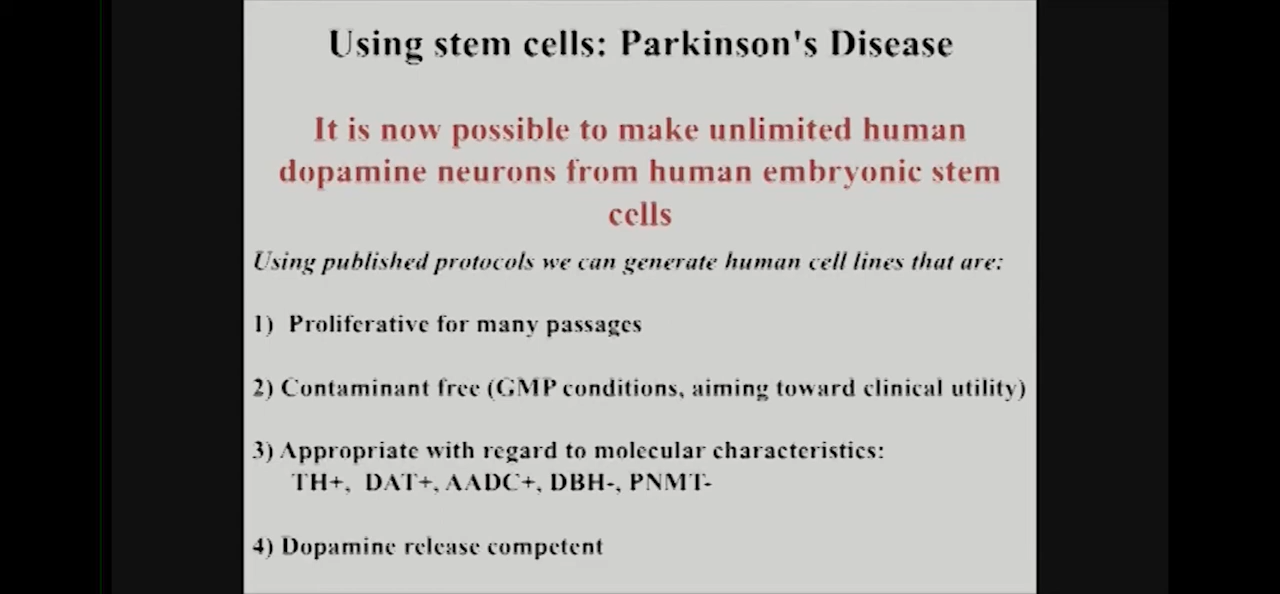 Using stem cells: Parkinson's Disease
It is now possible to make unlimited human
dopamine neurons from human embryonic stem
cells
Using published protocols we can generate human cell lines that are:
1) Proliferative for many passages
2) Contaminant free (GMP conditions, aiming toward clinical utility)
3) Appropriate with regard to molecular characteristics:
TH+, DAT+, AADC+, DBH-, PNMT-
4) Dopamine release competent